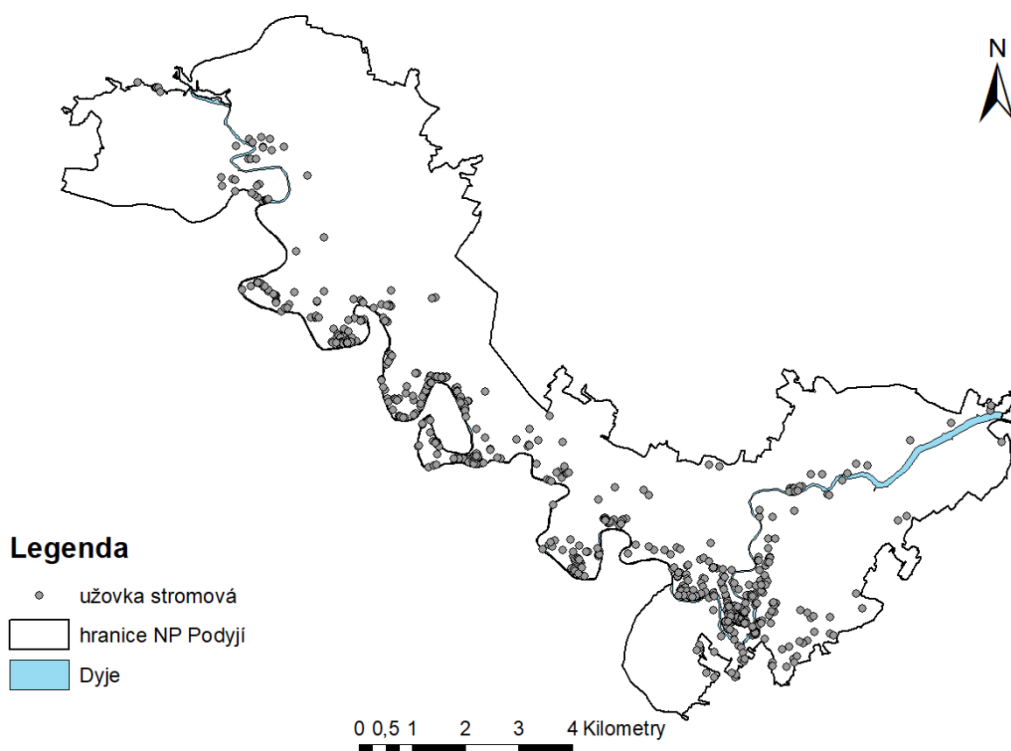 N
Legenda
užovka stromová
hranice NP Podyjí
Dyje
0 0,5 1 2 3 4 Kilometry